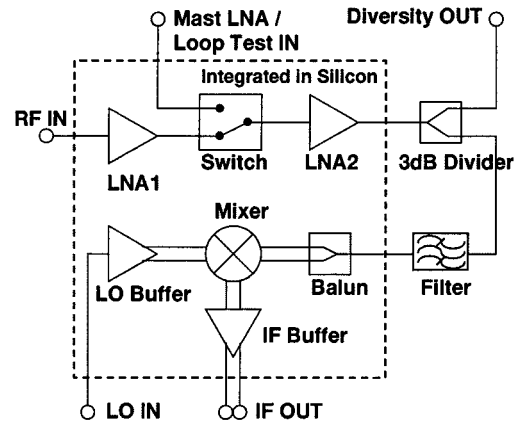 Mast LNA /
Loop Test IN
Diversity OUT
Integrated in Silicon
RF IN
LNA1
Switch
LNA2
3dB Divider
Mixer
LO Buffer
Balun
Filter
IF Buffer
LO IN
IF OUT